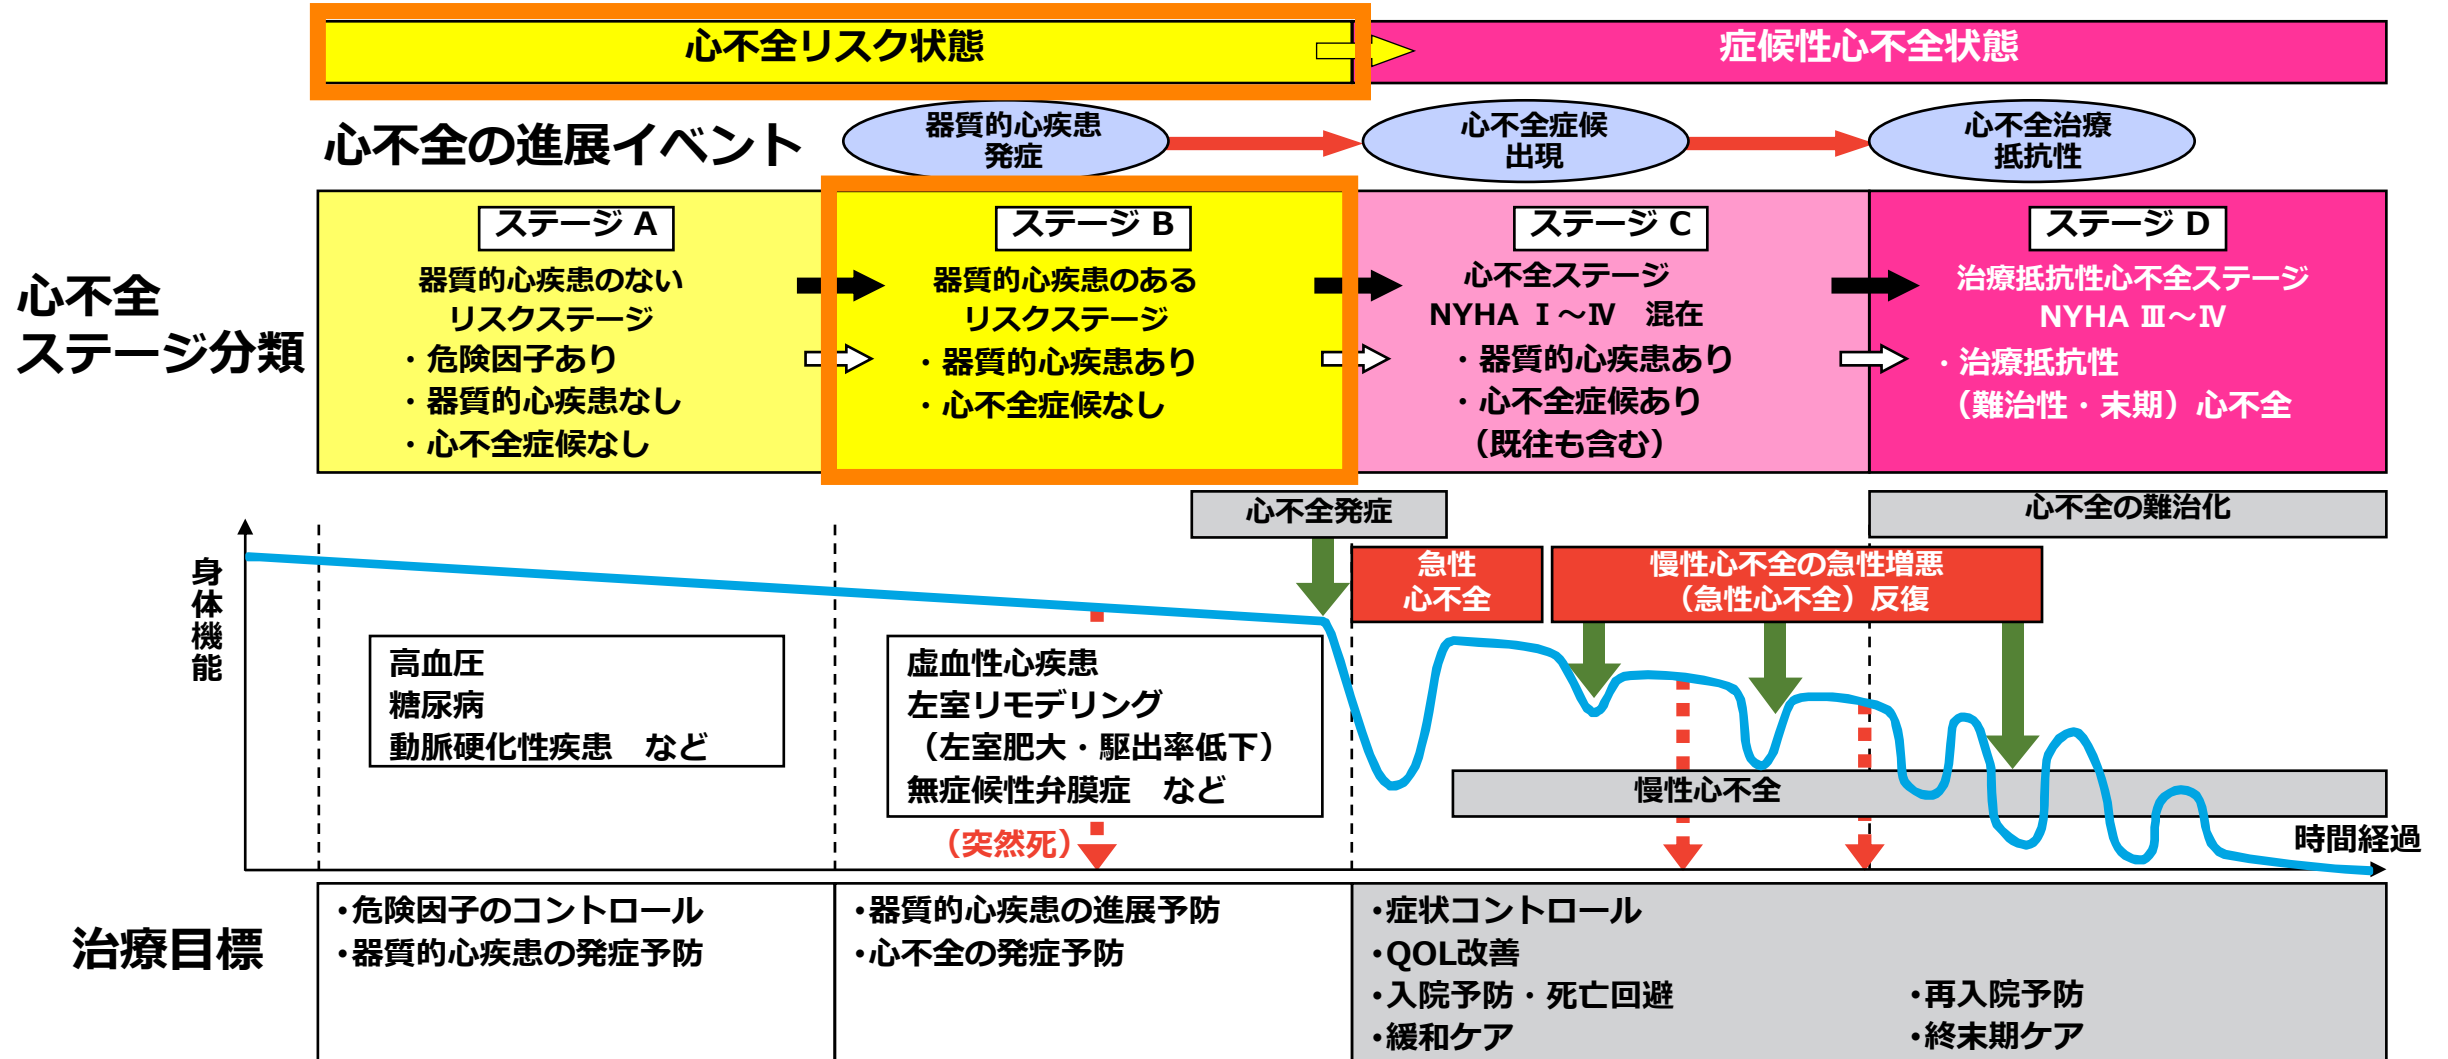 心不全リスク状態
症候性心不全状態
心不全の進展イベント
器質的心疾患
発症
心不全症候
出現
心不全治療
抵抗性
心不全
ステージ分類
ステージ A
器質的心疾患のない
リスクステージ
・危険因子あり
・器質的心疾患なし
・心不全症候なし
ステージ B
器質的心疾患のある
リスクステージ
・器質的心疾患あり
・心不全症候なし
ステージ C
心不全ステージ
NYHA Ⅰ～Ⅳ 混在
・器質的心疾患あり
・心不全症候あり
（既往も含む）
ステージ D
治療抵抗性心不全ステージ
NYHA Ⅲ～Ⅳ
・治療抵抗性
（難治性・末期）心不全
心不全発症
心不全の難治化
急性
心不全
慢性心不全の急性増悪
（急性心不全）反復
身体機能
高血圧
糖尿病
動脈硬化性疾患 など
虚血性心疾患
左室リモデリング
（左室肥大・駆出率低下）
無症候性弁膜症 など
（突然死）
慢性心不全
時間経過
治療目標
・危険因子のコントロール
・器質的心疾患の発症予防
・器質的心疾患の進展予防
・心不全の発症予防
・症状コントロール
・QOL改善
・入院予防・死亡回避
・緩和ケア
・再入院予防
・終末期ケア